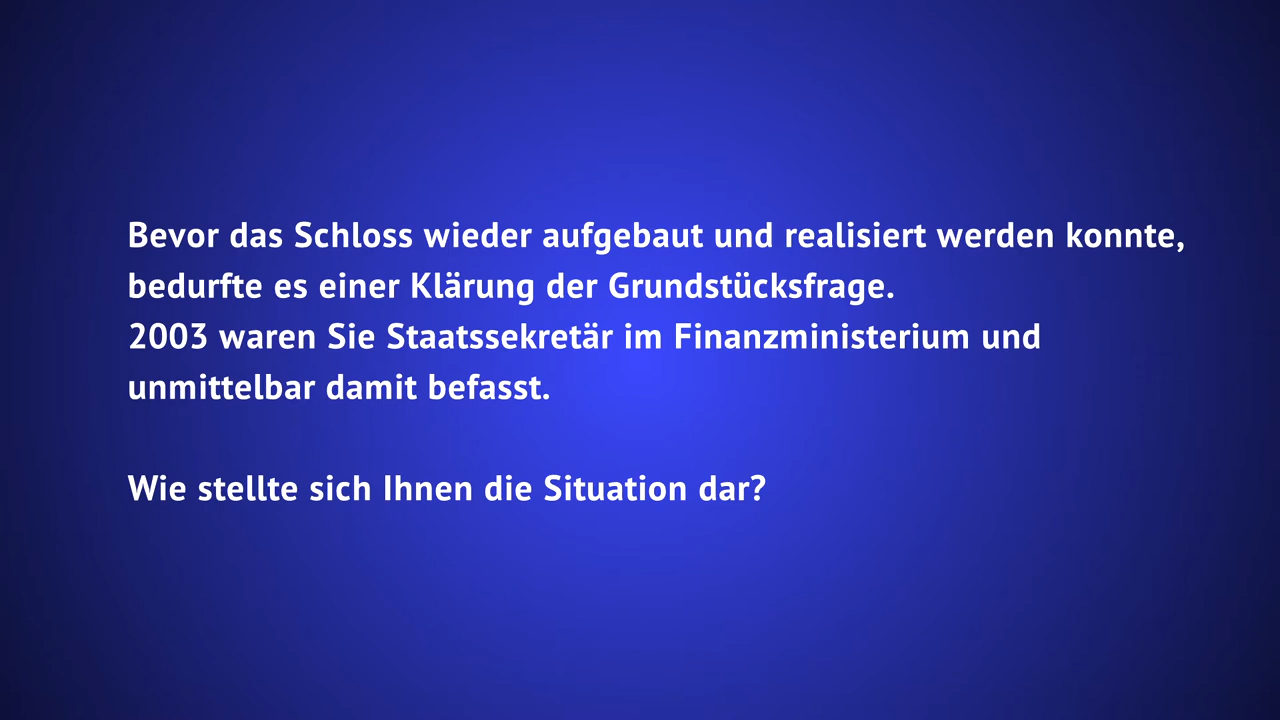 Bevor das Schloss wieder aufgebaut und realisiert werden konnte,
bedurfte es einer Klärung der Grundstücksfrage.
2003 waren Sie Staatssekretär im Finanzministerium und
unmittelbar damit befasst.
Wie stellte sich Ihnen die Situation dar?